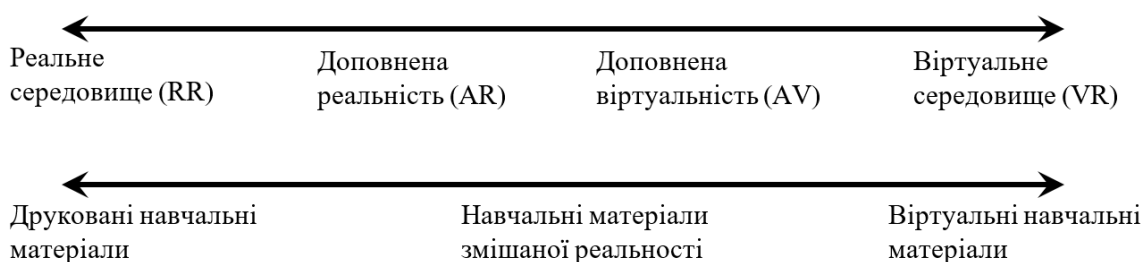 Реальне
середовище (RR)
Доповнена
реальність (AR)
Доповнена
віртуальність (AV)
Віртуальне
середовище (VR)
Друковані навчальні
матеріали
Навчальні матеріали
змішаної реальності
Віртуальні навчальні
матеріали